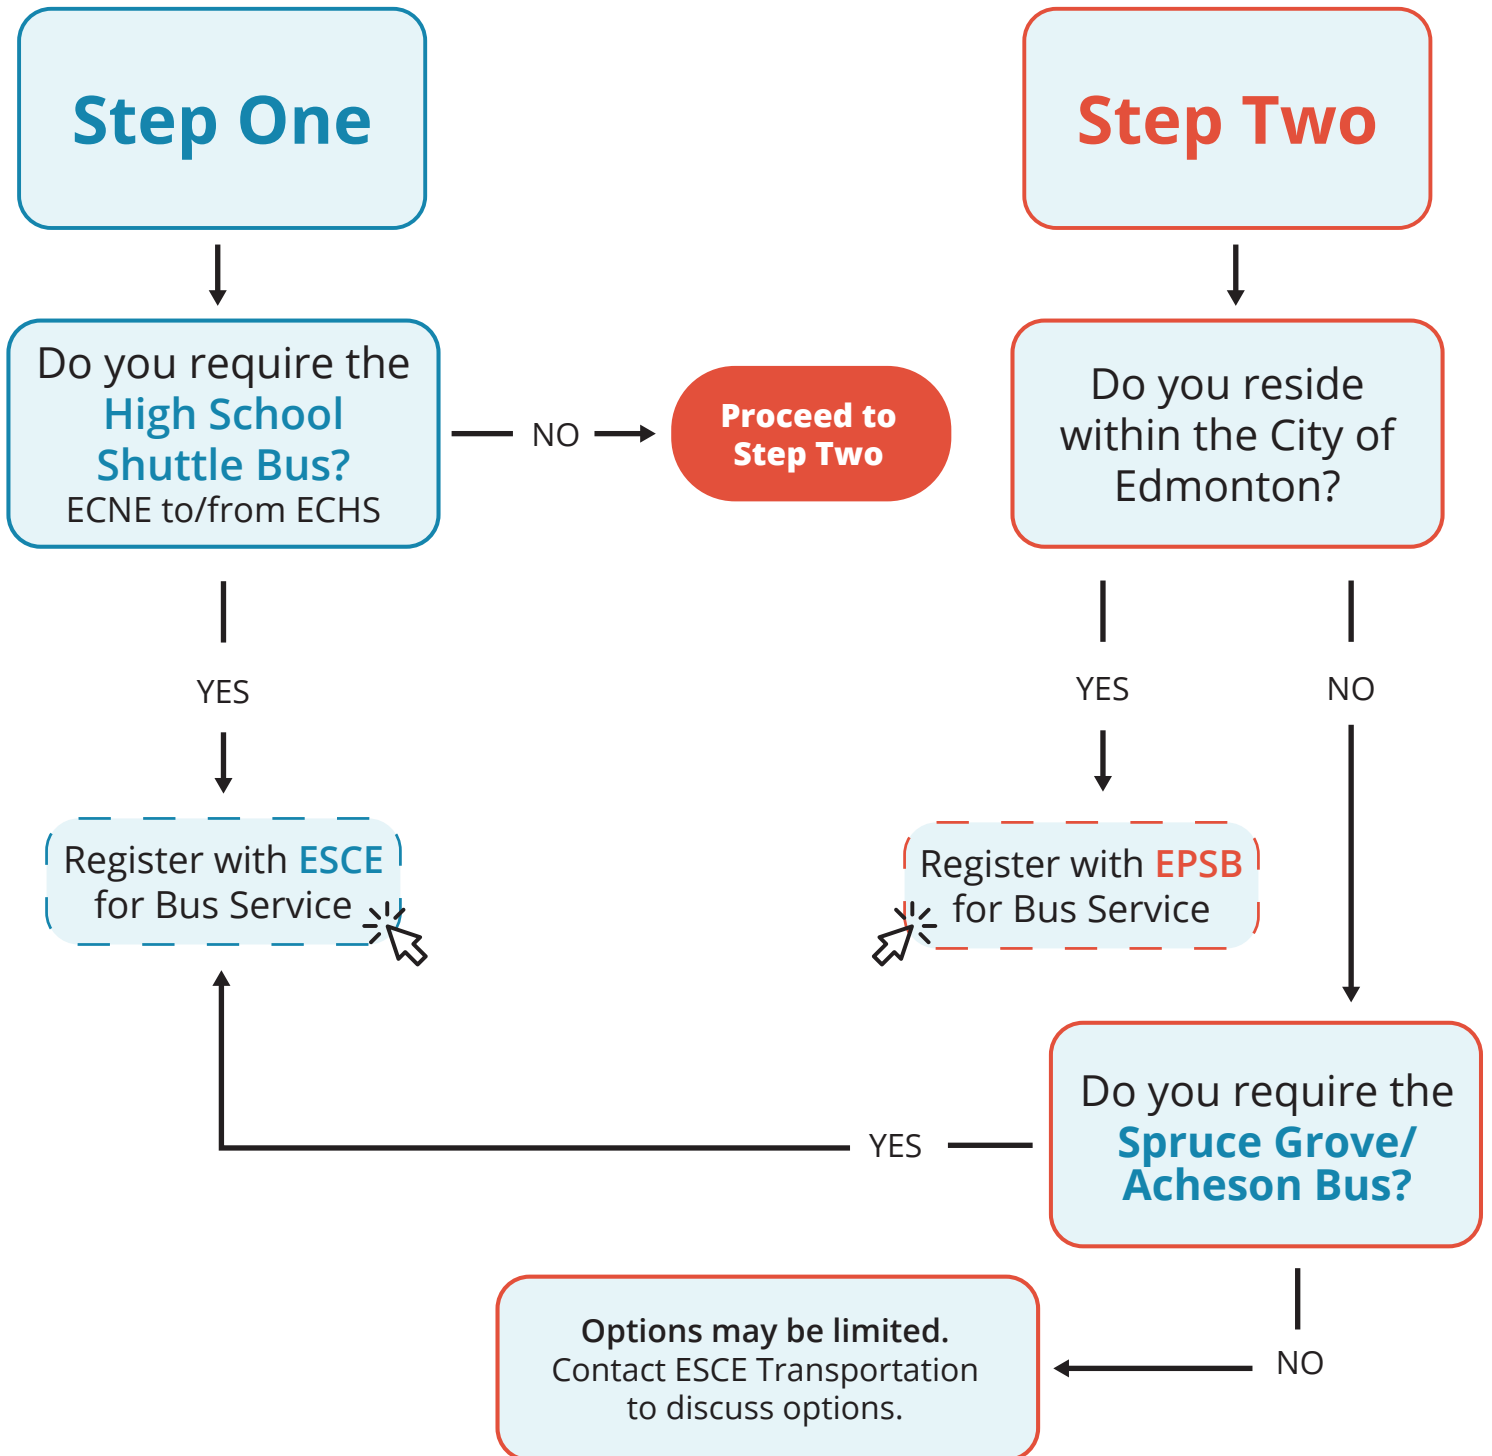 Step One
Step Two
Do you require the
High School
Shuttle Bus?
ECNE to/from ECHS
NO
Proceed to
Step Two
Do you reside
within the City of
Edmonton?
YES
YES
NO
Register with ESCE
for Bus Service
Register with EPSB
for Bus Service
Do you require the
Spruce Grove/
Acheson Bus?
YES
Options may be limited.
Contact ESCE Transportation
to discuss options.
NO